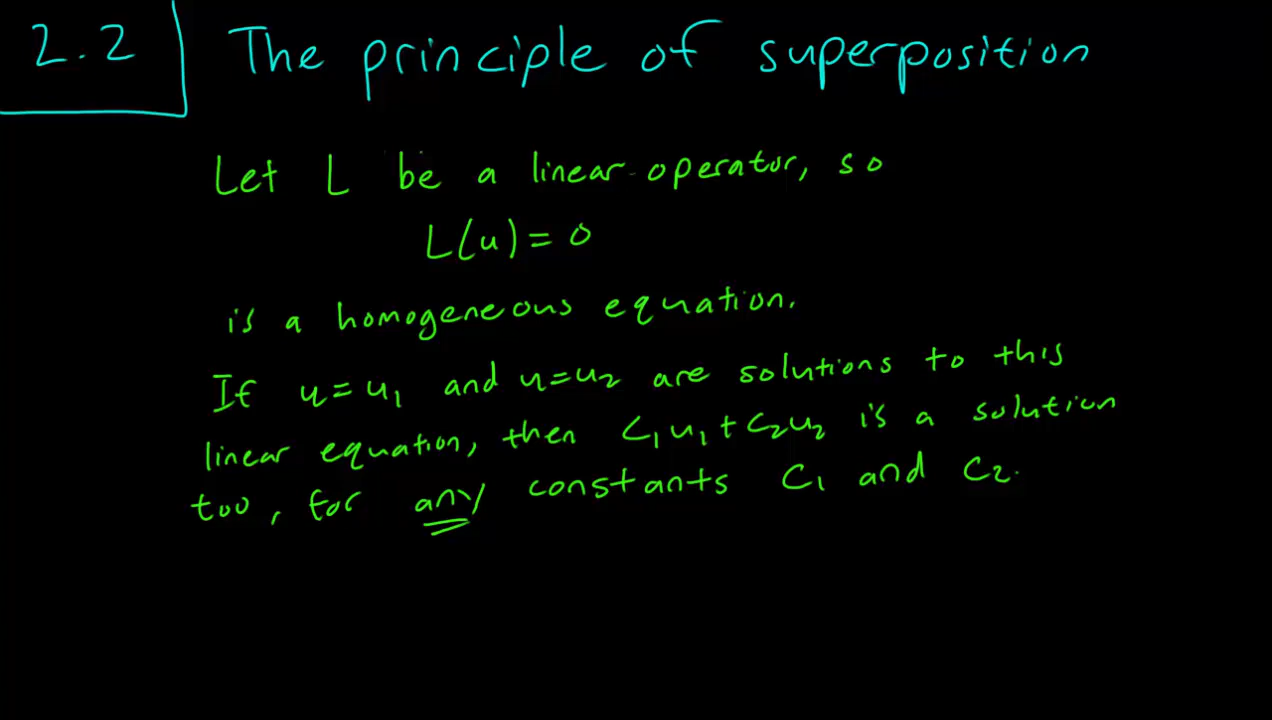 2.2 The principle of superposition
Let L be a linear operator, so
L(u) = 0
is a homogeneous equation.
If u = u₁ and u = u₂ are solutions to this
linear equation, then c₁u₁ + c₂u₂ is a solution
too, for any constants c₁ and c₂.